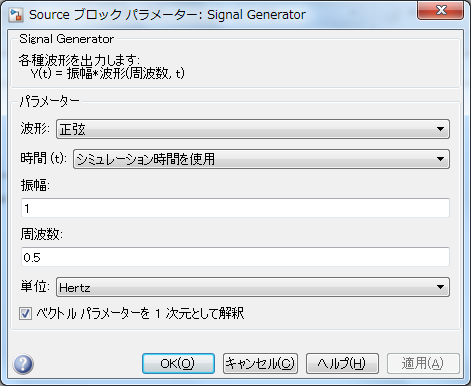 Source ブロック パラメーター: Signal Generator
Signal Generator
各種波形を出力します:
Y(t) = 振幅*波形(周波数, t)
パラメーター
波形: 正弦
時間 (t): シミュレーション時間を使用
振幅:
1
周波数:
0.5
単位: Hertz
ベクトル パラメーターを 1 次元として解釈
OK(O) キャンセル(C) ヘルプ(H) 適用(A)